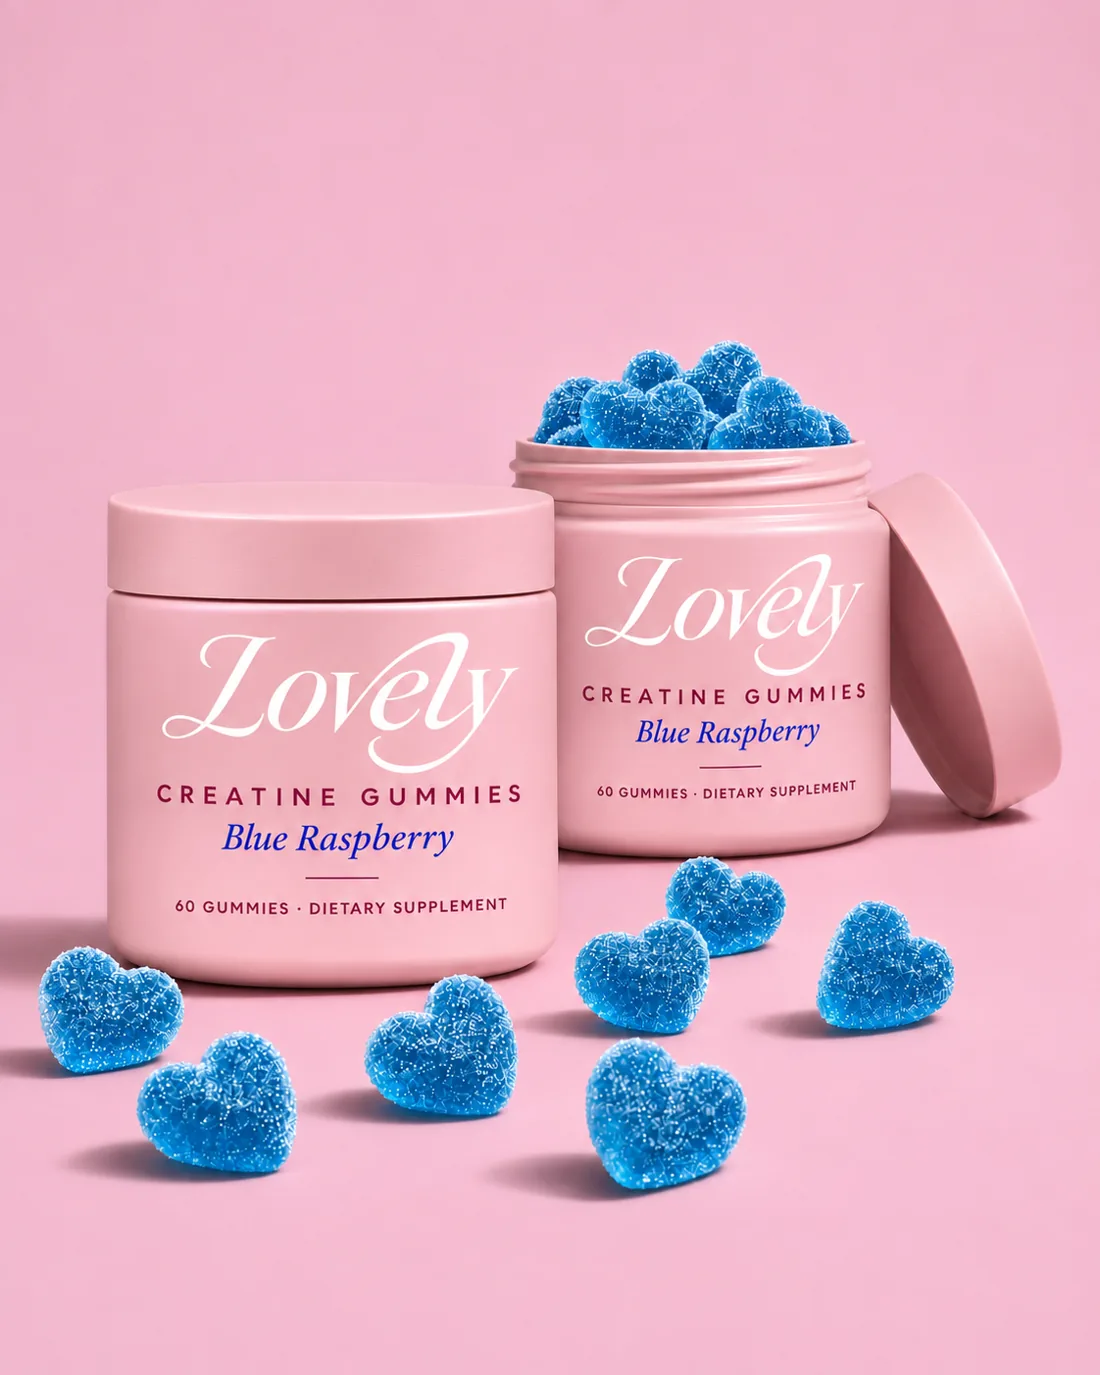 Lovely
CREATINE GUMMIES
Blue Raspberry
60 GUMMIES · DIETARY SUPPLEMENT
Lovely
CREATINE GUMMIES
Blue Raspberry
60 GUMMIES · DIETARY SUPPLEMENT